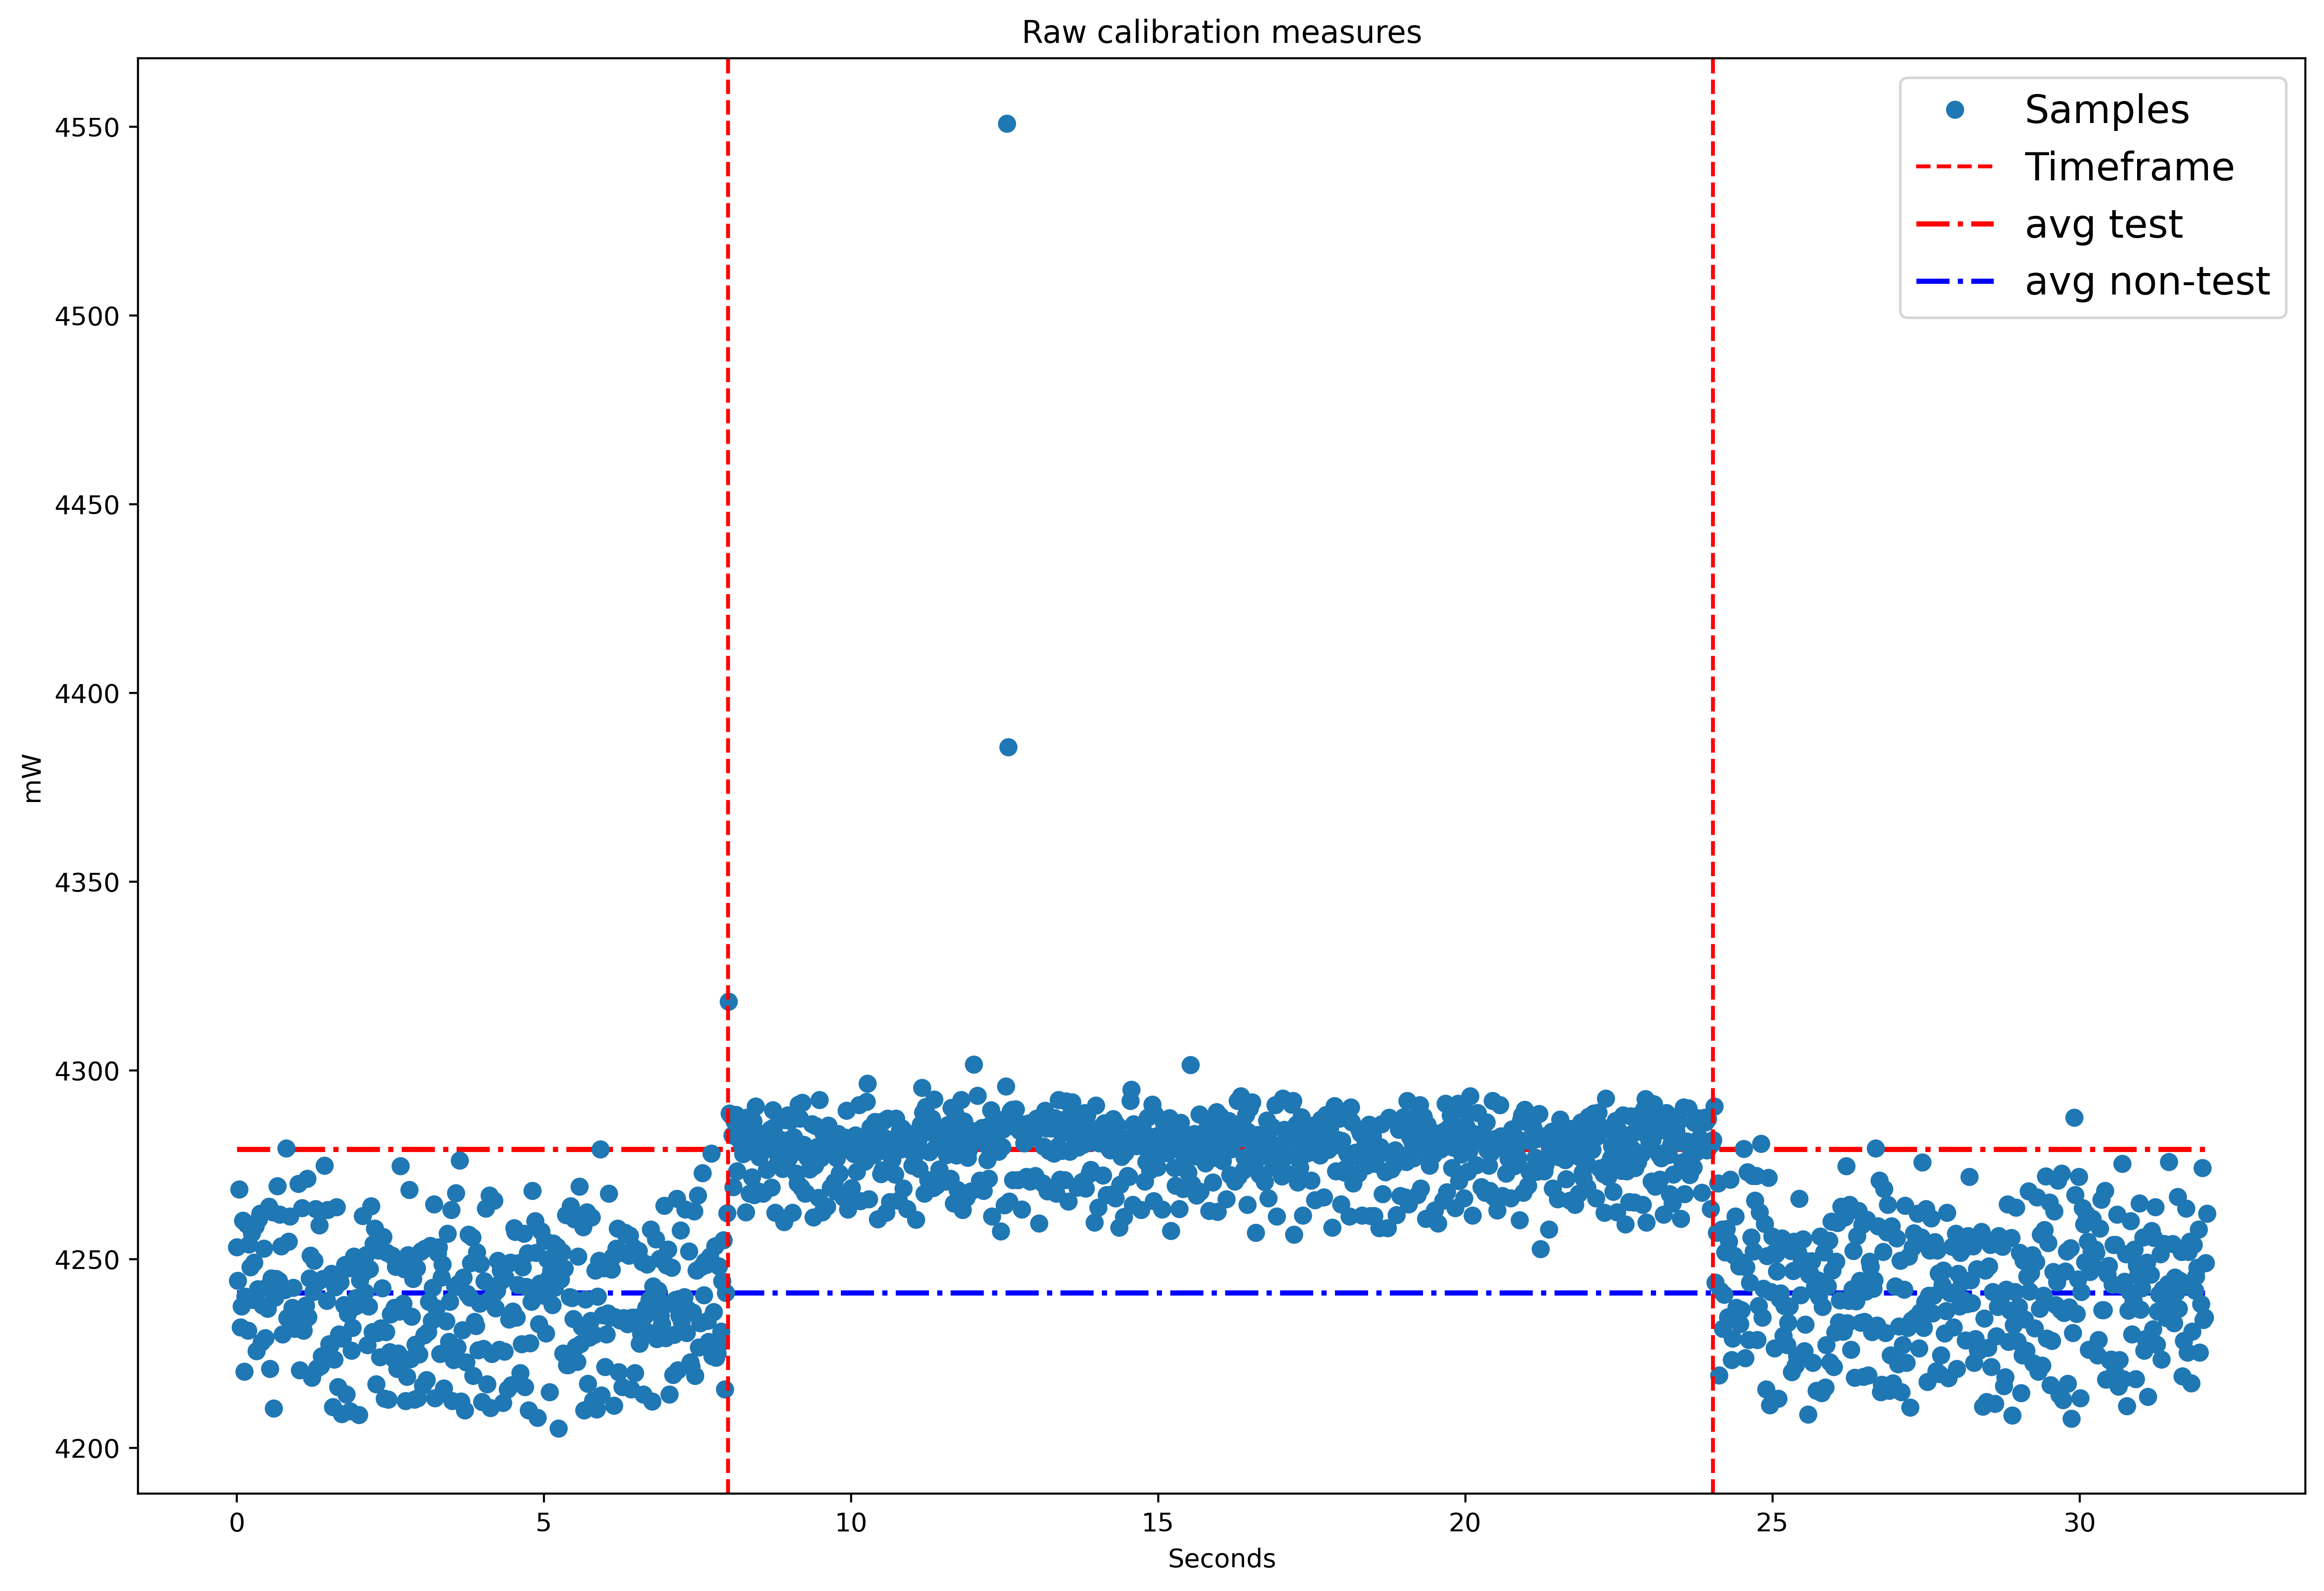 Raw calibration measures
Samples
Timeframe
avg test
avg non-test
4550
4500
4450
4400
4350
4300
4250
4200
mW
0 5 10 15 20 25 30
Seconds